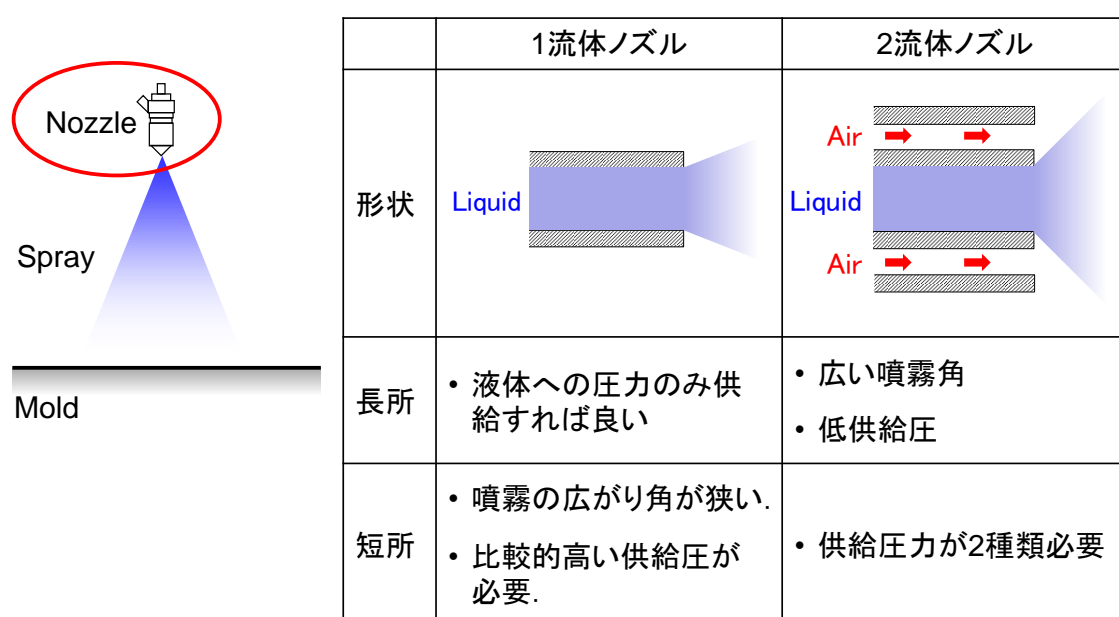 Nozzle
Spray
Mold
1流体ノズル
2流体ノズル
形状
Liquid
Air
Liquid
Air
長所
• 液体への圧力のみ供
給すれば良い
• 広い噴霧角
• 低供給圧
短所
• 噴霧の広がり角が狭い.
• 比較的高い供給圧が
必要.
• 供給圧力が2種類必要